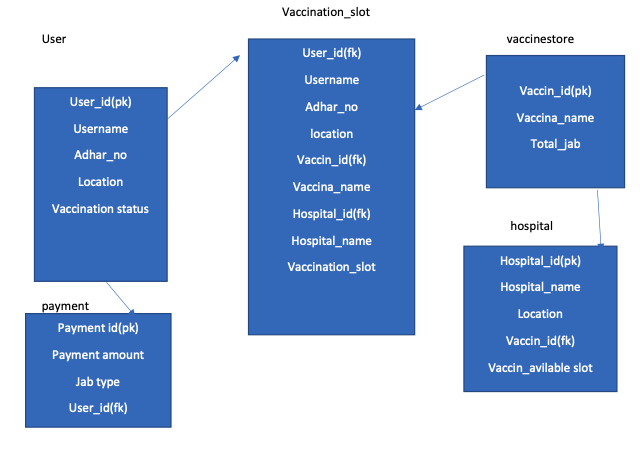 User
User_id(pk)
Username
Adhar_no
Location
Vaccination status
payment
Payment id(pk)
Payment amount
Jab type
User_id(fk)
Vaccination_slot
User_id(fk)
Username
Adhar_no
location
Vaccin_id(fk)
Vaccina_name
Hospital_id(fk)
Hospital_name
Vaccination_slot
vaccinestore
Vaccin_id(pk)
Vaccina_name
Total_jab
hospital
Hospital_id(pk)
Hospital_name
Location
Vaccin_id(fk)
Vaccin_avilable slot